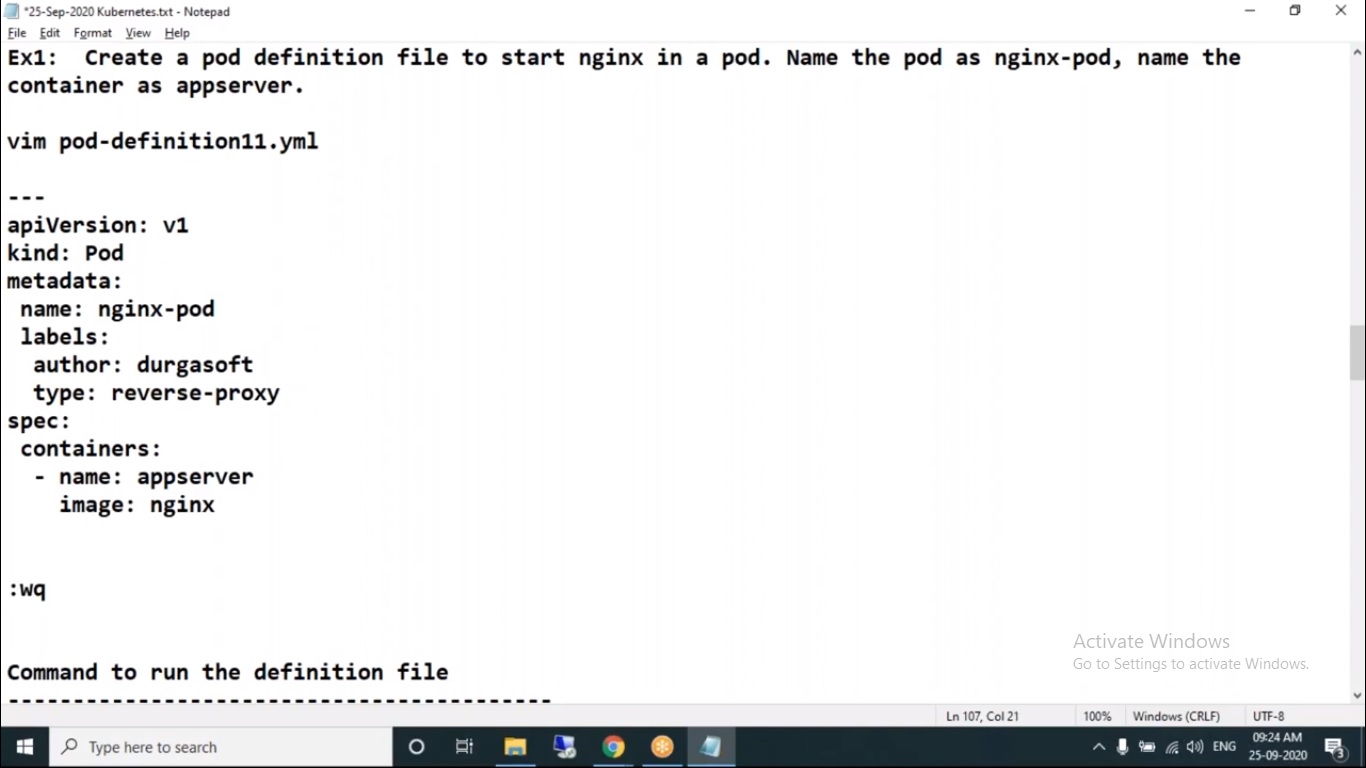 *25-Sep-2020 Kubernetes.txt - Notepad
File Edit Format View Help
Ex1:  Create a pod definition file to start nginx in a pod. Name the pod as nginx-pod, name the
container as appserver.
vim pod-definition11.yml
---
apiVersion: v1
kind: Pod
metadata:
 name: nginx-pod
 labels:
  author: durgasoft
  type: reverse-proxy
spec:
 containers:
  - name: appserver
    image: nginx
:wq
Activate Windows
Go to Settings to activate Windows.
Command to run the definition file
------------------------------------------
Ln 107, Col 21 100% Windows (CRLF) UTF-8
Type here to search
ENG
09:24 AM
25-09-2020
3